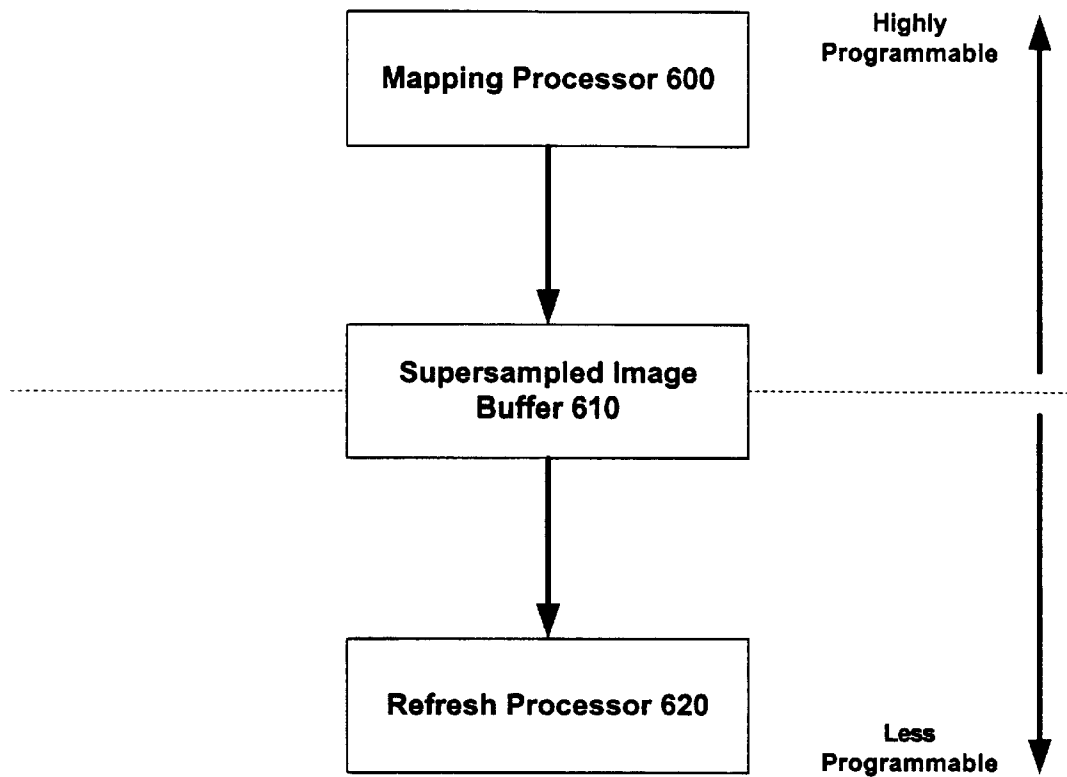 Highly
Programmable
Mapping Processor 600
Supersampled Image
Buffer 610
Refresh Processor 620
Less
Programmable